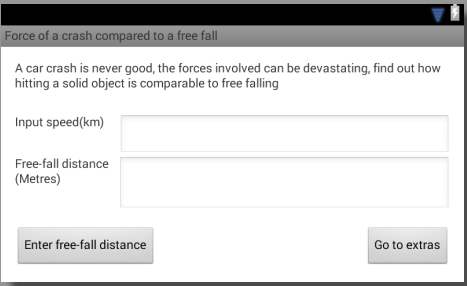 Force of a crash compared to a free fall
A car crash is never good, the forces involved can be devastating, find out how
hitting a solid object is comparable to free falling
Input speed(km)
Free-fall distance
(Metres)
Enter free-fall distance
Go to extras